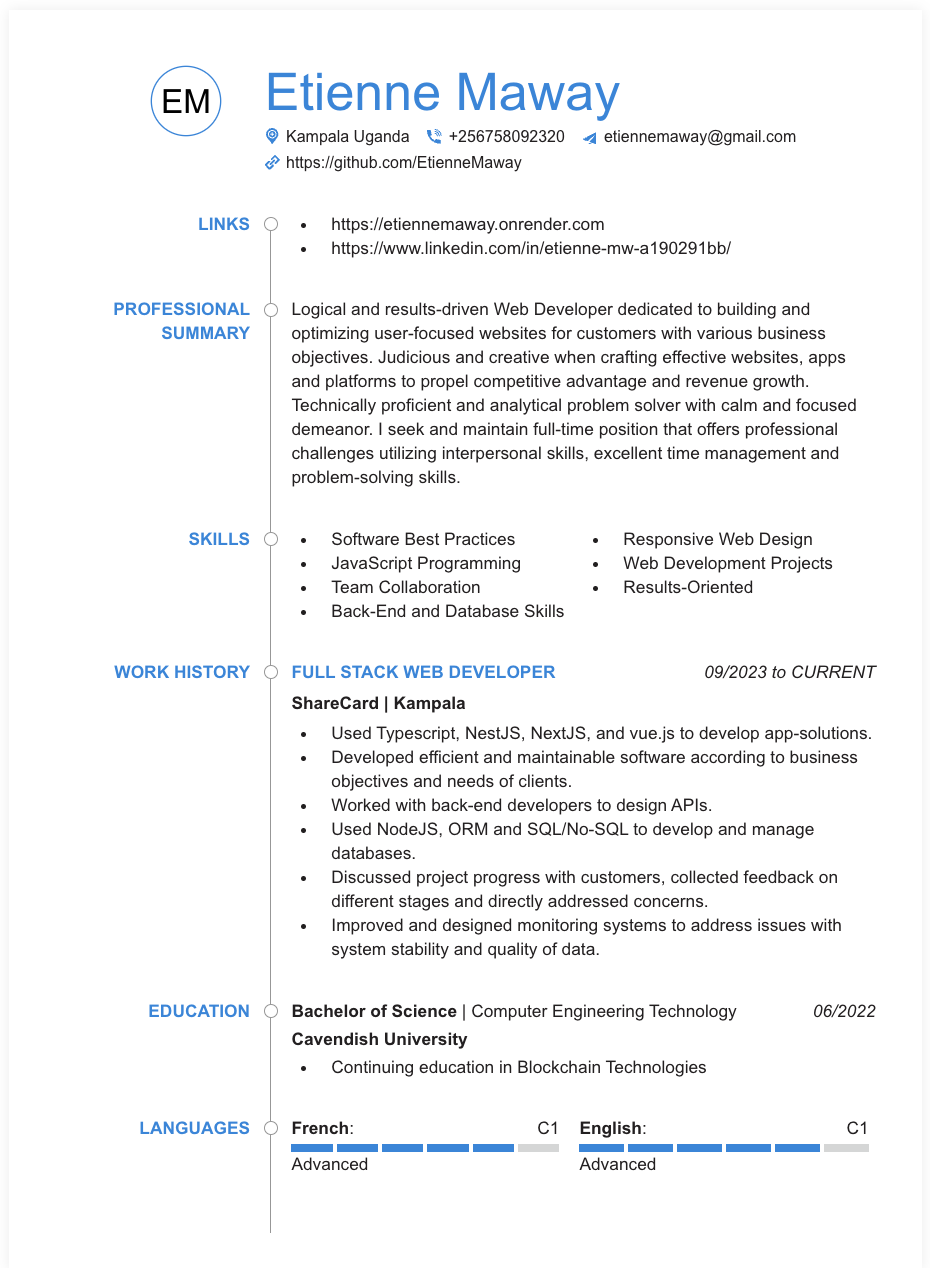 EM
Etienne Maway
Kampala Uganda +256758092320 etiennemaway@gmail.com
https://github.com/EtienneMaway
LINKS
• https://etiennemaway.onrender.com
• https://www.linkedin.com/in/etienne-mw-a190291bb/
PROFESSIONAL
SUMMARY
Logical and results-driven Web Developer dedicated to building and
optimizing user-focused websites for customers with various business
objectives. Judicious and creative when crafting effective websites, apps
and platforms to propel competitive advantage and revenue growth.
Technically proficient and analytical problem solver with calm and focused
demeanor. I seek and maintain full-time position that offers professional
challenges utilizing interpersonal skills, excellent time management and
problem-solving skills.
SKILLS
• Software Best Practices
• JavaScript Programming
• Team Collaboration
• Back-End and Database Skills
• Responsive Web Design
• Web Development Projects
• Results-Oriented
WORK HISTORY
FULL STACK WEB DEVELOPER 09/2023 to CURRENT
ShareCard | Kampala
• Used Typescript, NestJS, NextJS, and vue.js to develop app-solutions.
• Developed efficient and maintainable software according to business
objectives and needs of clients.
• Worked with back-end developers to design APIs.
• Used NodeJS, ORM and SQL/No-SQL to develop and manage
databases.
• Discussed project progress with customers, collected feedback on
different stages and directly addressed concerns.
• Improved and designed monitoring systems to address issues with
system stability and quality of data.
EDUCATION
Bachelor of Science | Computer Engineering Technology 06/2022
Cavendish University
• Continuing education in Blockchain Technologies
LANGUAGES
French: C1
Advanced
English: C1
Advanced